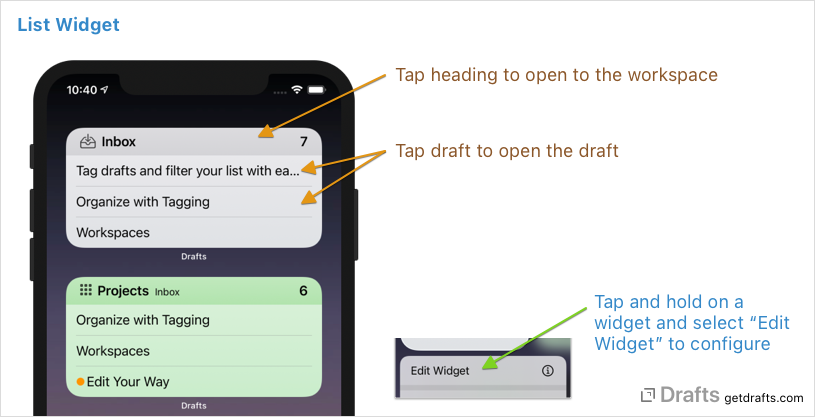 List Widget
Tap heading to open to the workspace
10:40
Inbox 7
Tap draft to open the draft
Tag drafts and filter your list with ea...
Organize with Tagging
Workspaces
Drafts
Projects Inbox 6
Organize with Tagging
Workspaces
Edit Your Way
Drafts
Tap and hold on a
widget and select “Edit
Widget” to configure
Edit Widget
Drafts getdrafts.com